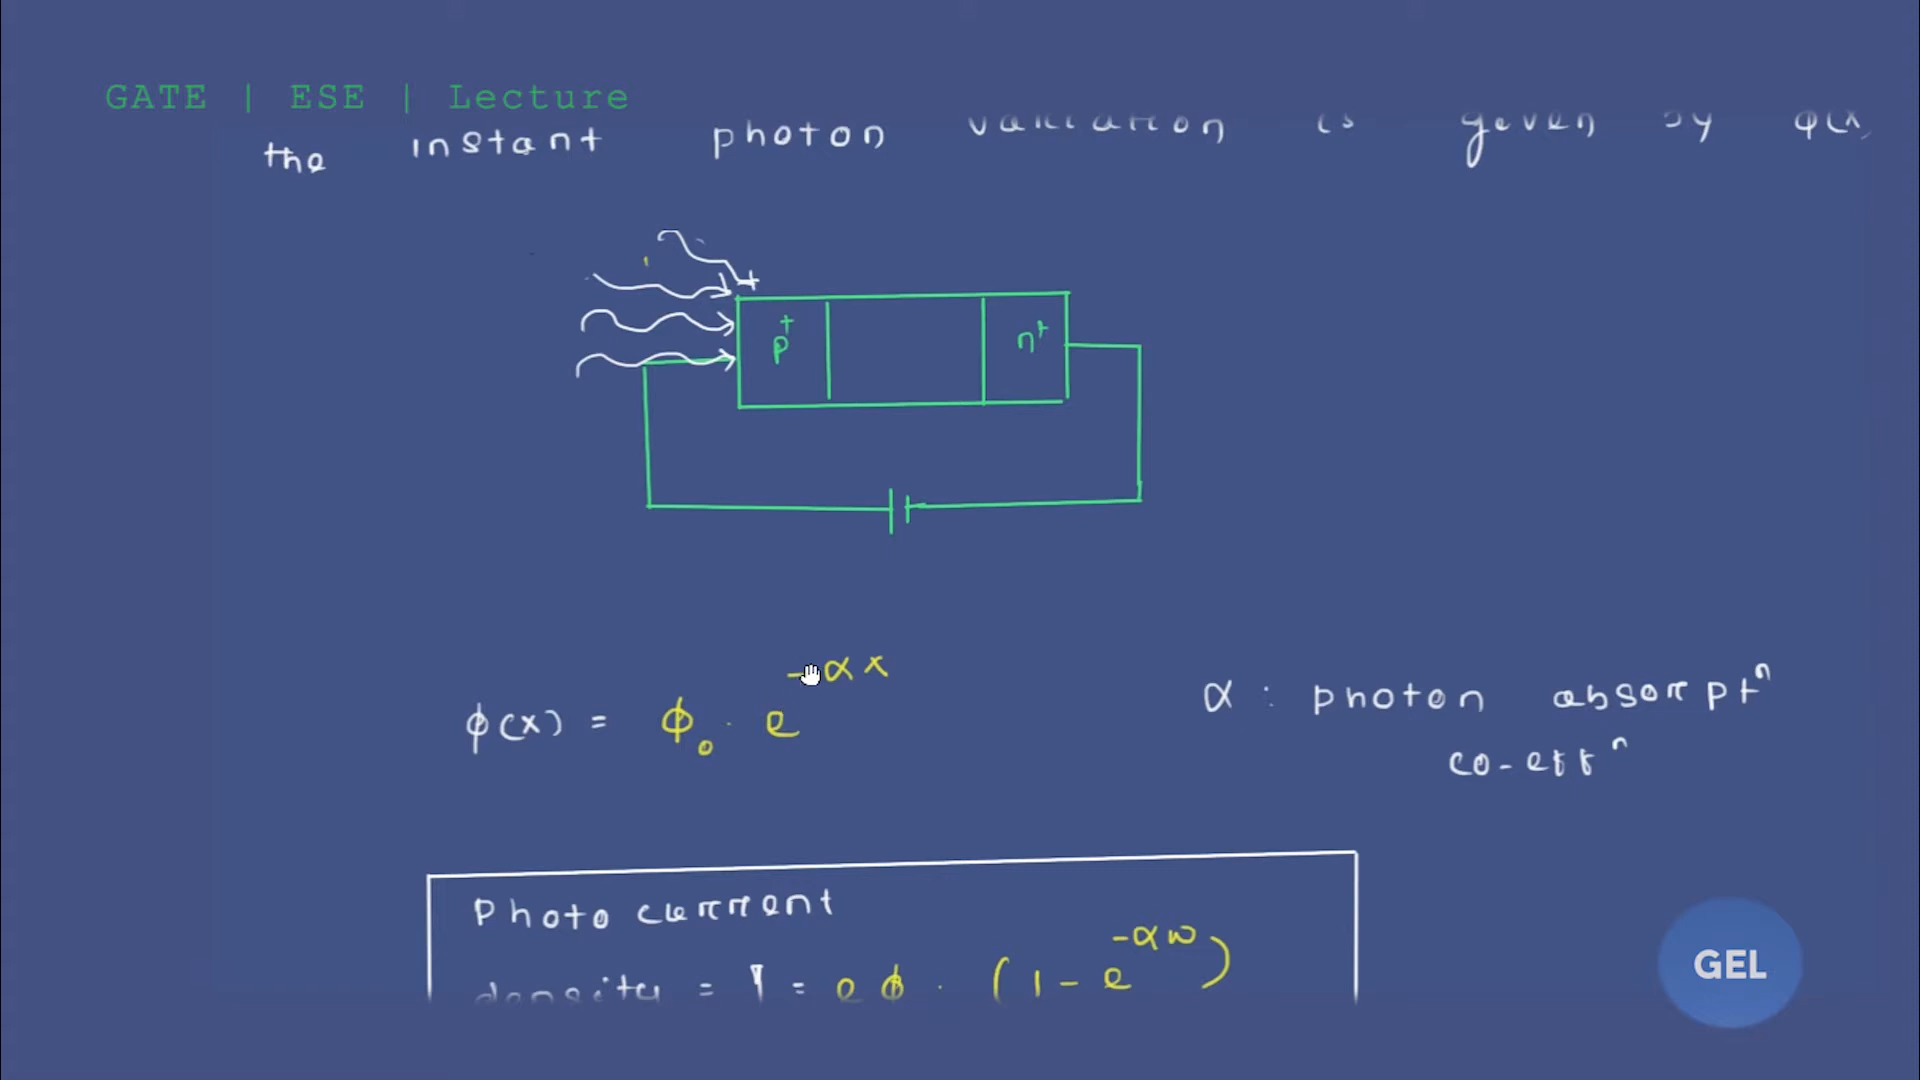 GATE | ESE | Lecture
the instant photon variation is given by φ(x
p+
n+
φ(x) = φ₀ · e^(-αx)
α : photon absorptⁿ
co-effⁿ
Photo current
density = J = e φ · (1 - e^(-αw))
GEL